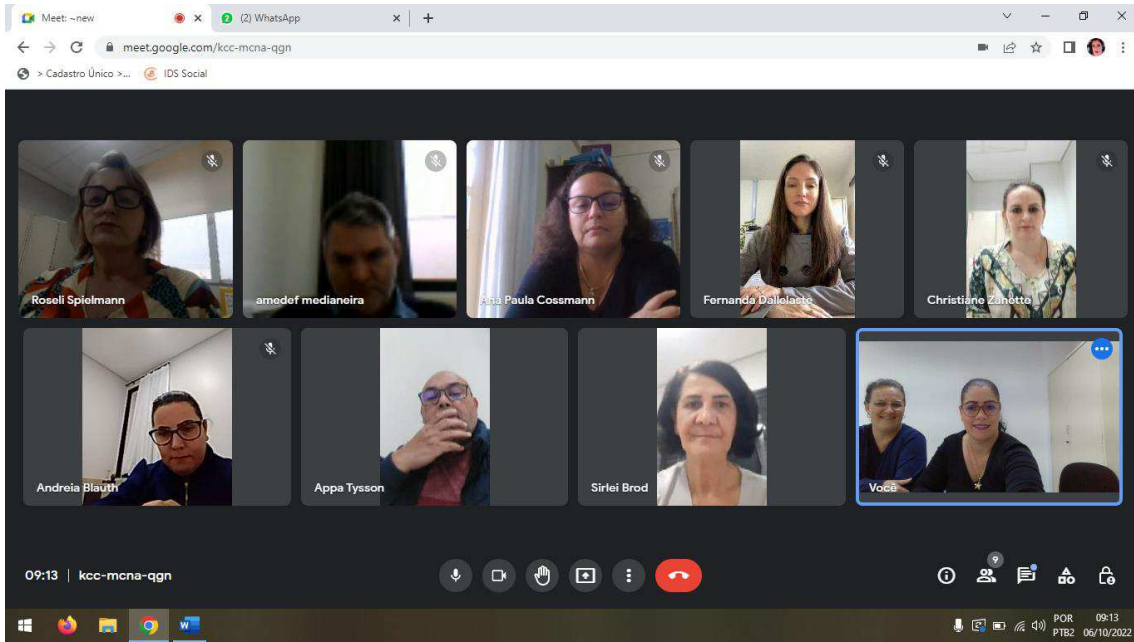 Meet: ~new
(2) WhatsApp
meet.google.com/kcc-mcna-qgn
> Cadastro Único >...
IDS Social
Roseli Spielmann
amedef medianeira
Ana Paula Cossmann
Fernanda Dallelaste
Christiane Zanette
Andreia Blauth
Appa Tysson
Sirlei Brod
Você
09:13 | kcc-mcna-qgn
9
POR 09:13
PTB2 06/10/2022